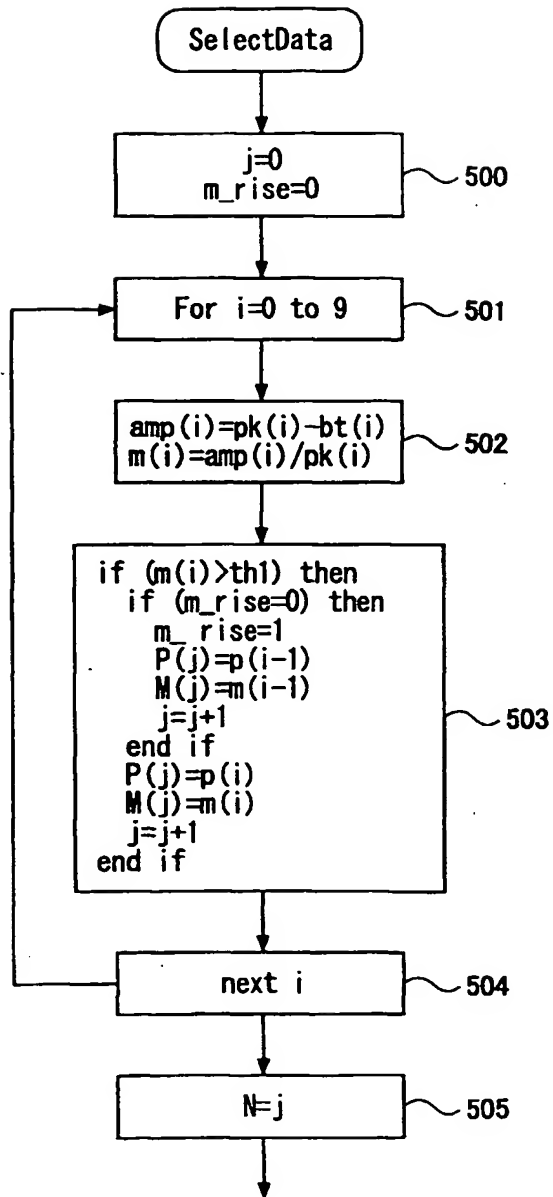 SelectData
j=0
m_rise=0
500
For i=0 to 9
501
amp(i)=pk(i)-bt(i)
m(i)=amp(i)/pk(i)
502
if (m(i)>th1) then
if (m_rise=0) then
m_ rise=1
P(j)=p(i-1)
M(j)=m(i-1)
j=j+1
end if
P(j)=p(i)
M(j)=m(i)
j=j+1
end if
503
next i
504
N=j
505